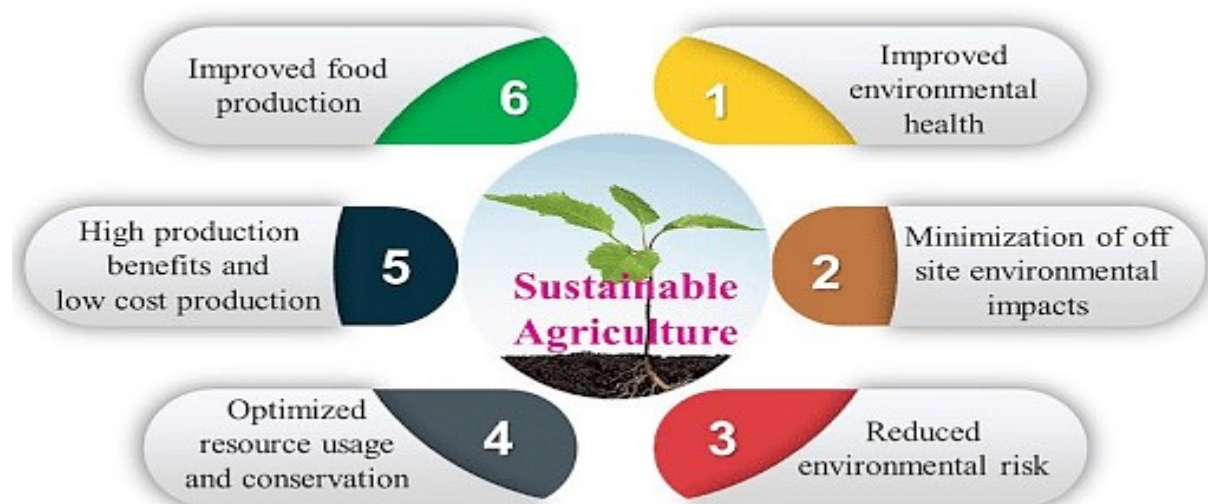 Improved food
production
6
1
Improved
environmental
health
High production
benefits and
low cost production
5
Sustainable
Agriculture
2
Minimization of off
site environmental
impacts
Optimized
resource usage
and conservation
4
3
Reduced
environmental risk